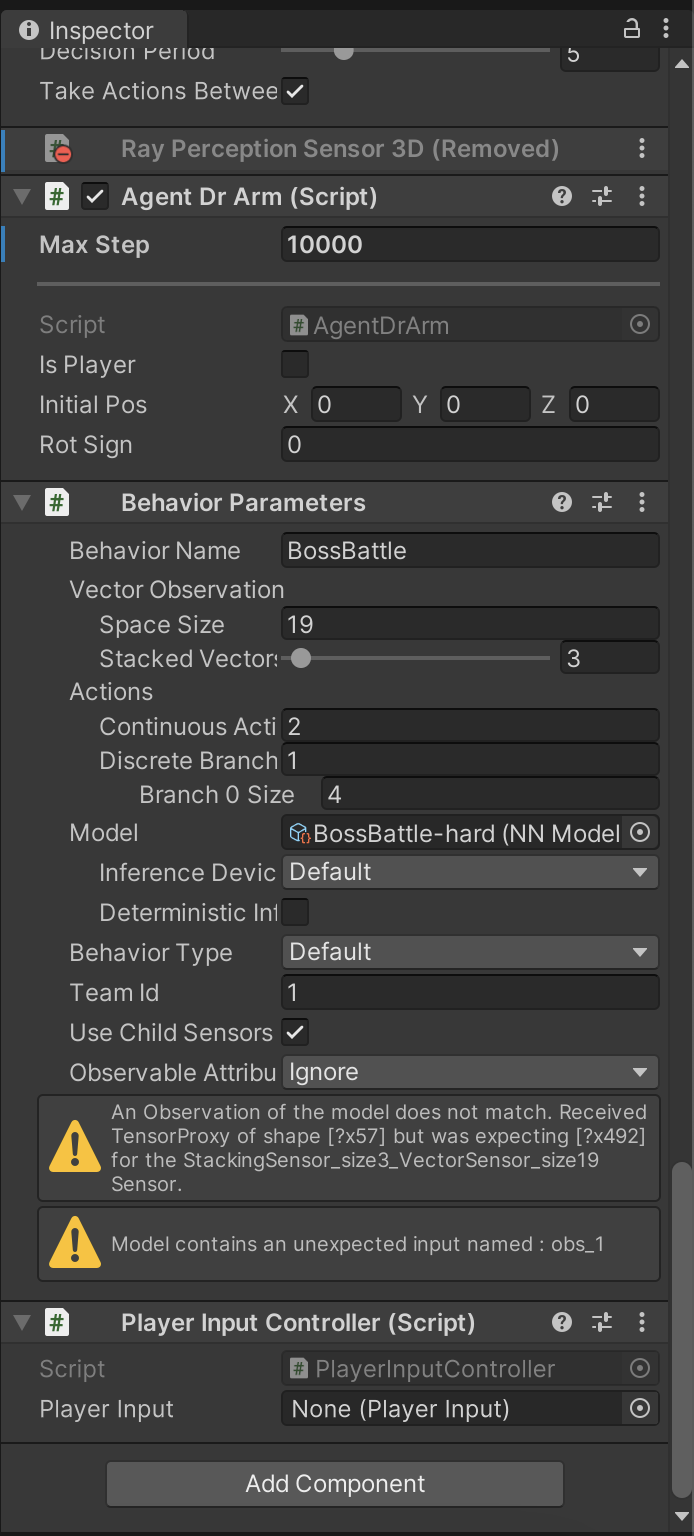 Inspector
Decision Period 5
Take Actions Betwee
Ray Perception Sensor 3D (Removed)
# Agent Dr Arm (Script)
Max Step 10000
Script # AgentDrArm
Is Player
Initial Pos X 0 Y 0 Z 0
Rot Sign 0
# Behavior Parameters
Behavior Name BossBattle
Vector Observation
Space Size 19
Stacked Vectors 3
Actions
Continuous Acti 2
Discrete Branch 1
Branch 0 Size 4
Model BossBattle-hard (NN Model
Inference Devic Default
Deterministic Inf
Behavior Type Default
Team Id 1
Use Child Sensors
Observable Attribu Ignore
An Observation of the model does not match. Received
TensorProxy of shape [?x57] but was expecting [?x492]
for the StackingSensor_size3_VectorSensor_size19
Sensor.
Model contains an unexpected input named : obs_1
# Player Input Controller (Script)
Script # PlayerInputController
Player Input None (Player Input)
Add Component